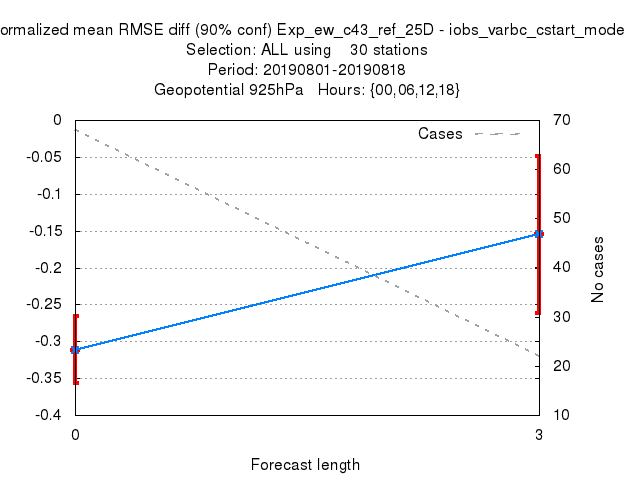 ormalized mean RMSE diff (90% conf) Exp_ew_c43_ref_25D - iobs_varbc_cstart_mode
Selection: ALL using 30 stations
Period: 20190801-20190818
Geopotential 925hPa Hours: {00,06,12,18}
Cases
0
-0.05
-0.1
-0.15
-0.2
-0.25
-0.3
-0.35
-0.4
70
60
50
40
30
20
10
No cases
0
3
Forecast length